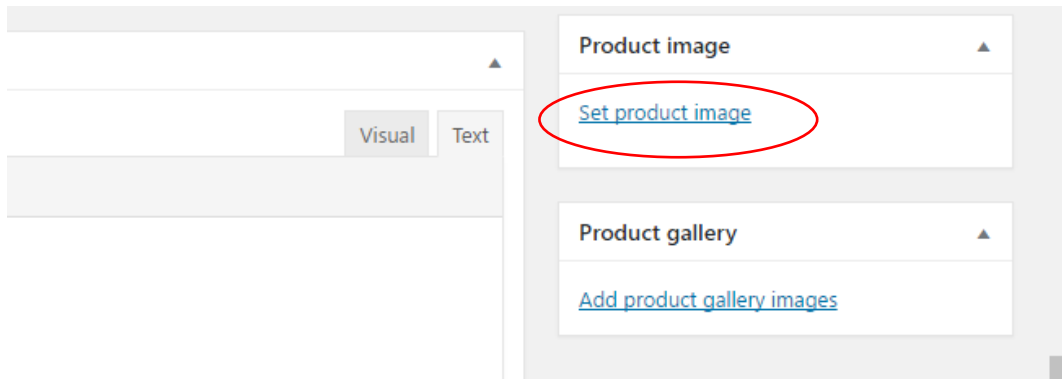 Product image
Set product image
Visual Text
Product gallery
Add product gallery images